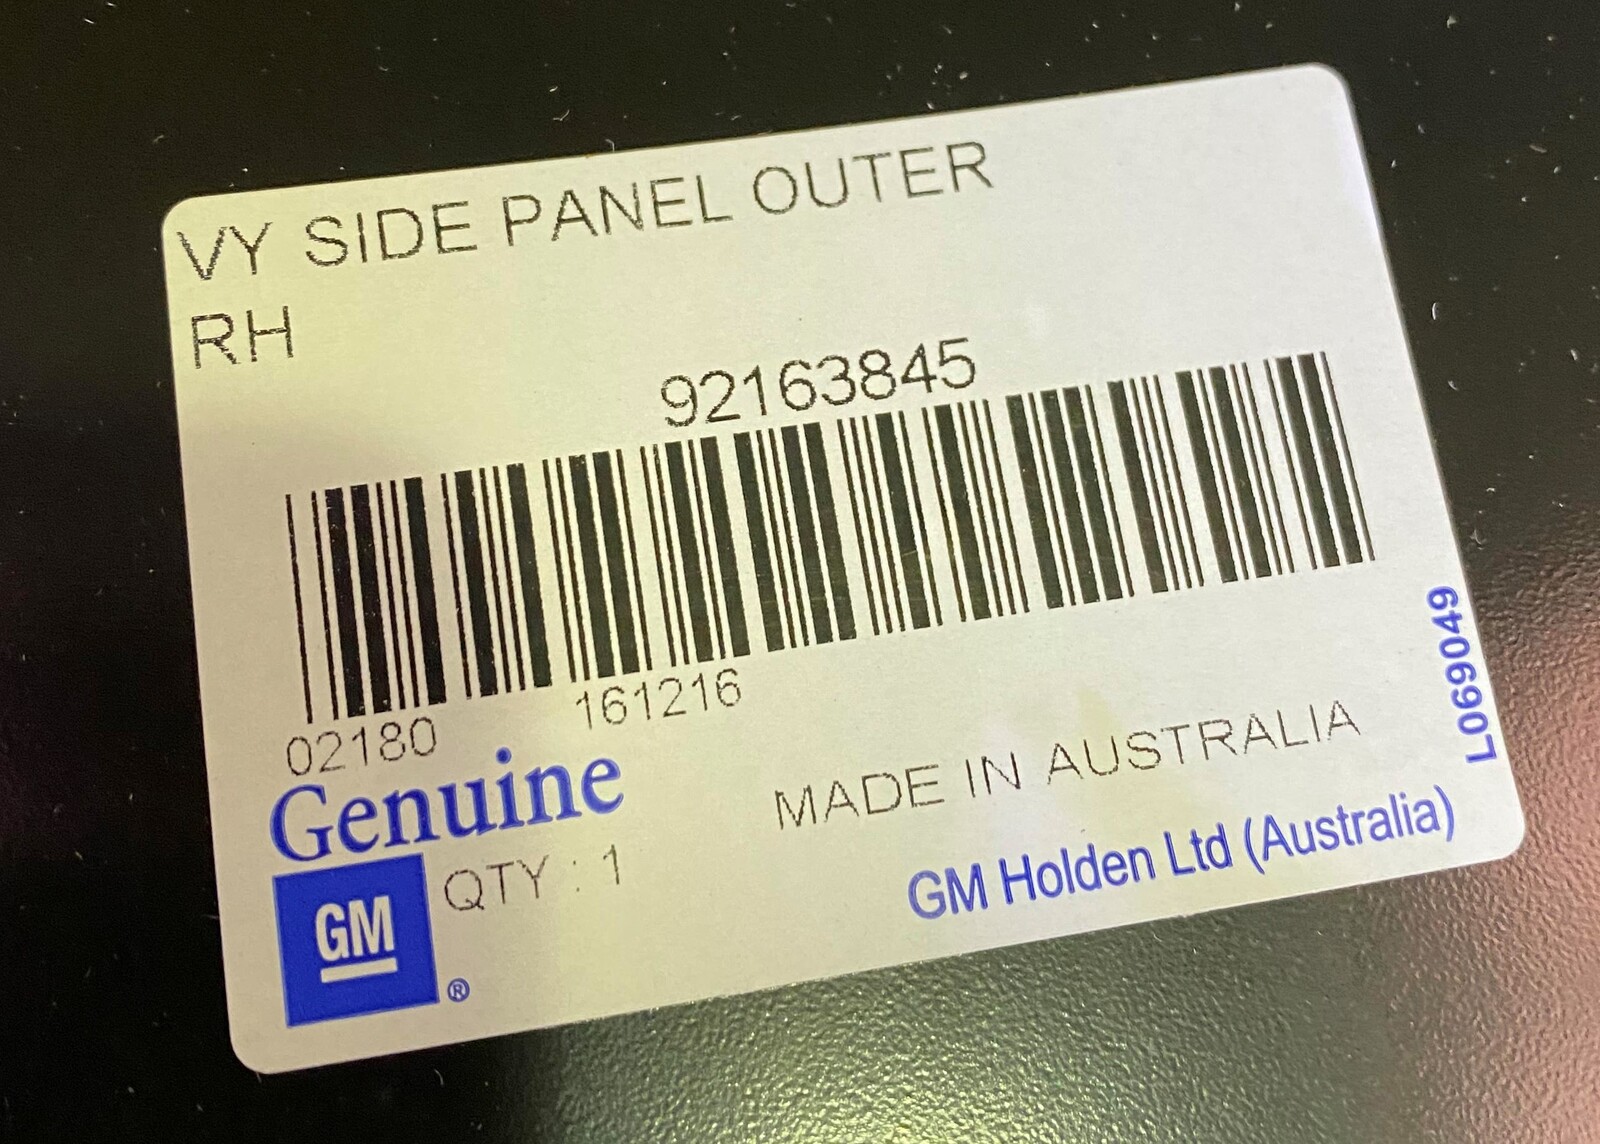 VY SIDE PANEL OUTER
RH
92163845
02180 161216
Genuine
MADE IN AUSTRALIA
QTY : 1
GM Holden Ltd (Australia)
GM ®
L069049